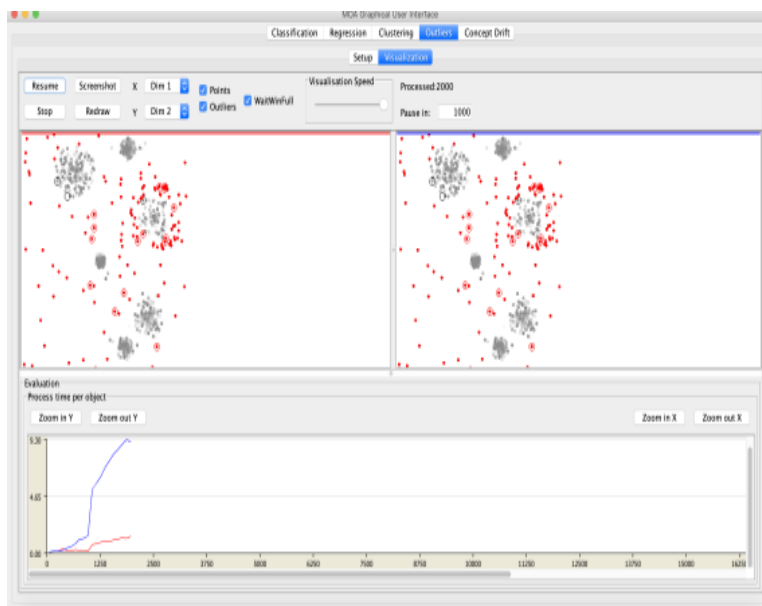 MOA Graphical User Interface
Classification Regression Clustering Outliers Concept Drift
Setup Visualization
Resume Screenshot X Dim 1 Points WaitWinFull Visualisation Speed Processed:2000
Stop Redraw Y Dim 2 Outliers Pause in: 1000
Evaluation
Process time per object
Zoom in Y Zoom out Y Zoom in X Zoom out X
9.30
4.65
0.00
0 1250 2500 3750 5000 6250 7500 8750 10000 11250 12500 13750 15000 1625